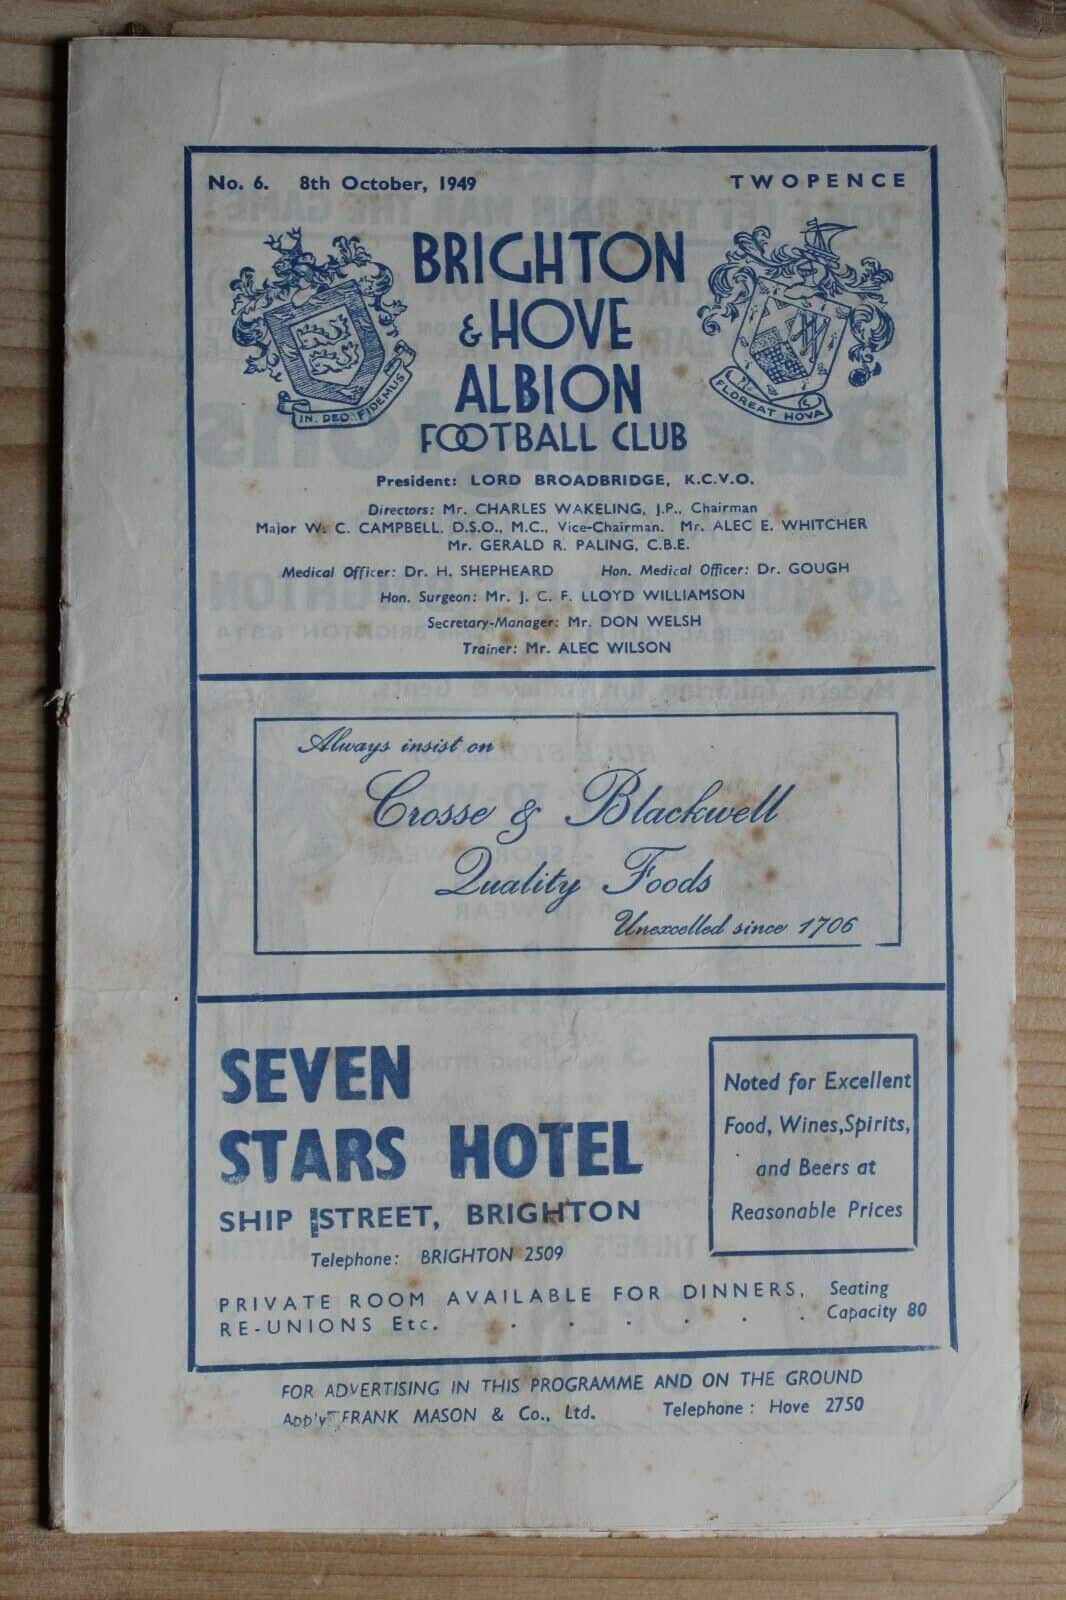 No. 6. 8th October, 1949 TWOPENCE
BRIGHTON
& HOVE
ALBION
FOOTBALL CLUB
IN DEO FIDEMUS
FLOREAT HOVA
President: LORD BROADBRIDGE, K.C.V.O.
Directors: Mr. CHARLES WAKELING, J.P., Chairman
Major W. C. CAMPBELL, D.S.O., M.C., Vice-Chairman. Mr. ALEC E. WHITCHER
Mr. GERALD R. PALING, C.B.E.
Medical Officer: Dr. H. SHEPHEARD Hon. Medical Officer: Dr. GOUGH
Hon. Surgeon: Mr. J. C. F. LLOYD WILLIAMSON
Secretary-Manager: Mr. DON WELSH
Trainer: Mr. ALEC WILSON
Always insist on
Crosse & Blackwell
Quality Foods
Unexcelled since 1706
SEVEN
STARS HOTEL
SHIP STREET, BRIGHTON
Telephone: BRIGHTON 2509
Noted for Excellent
Food, Wines, Spirits,
and Beers at
Reasonable Prices
PRIVATE ROOM AVAILABLE FOR DINNERS,
RE-UNIONS Etc. . . . . . .
Seating
Capacity 80
FOR ADVERTISING IN THIS PROGRAMME AND ON THE GROUND
Apply FRANK MASON & Co., Ltd. Telephone: Hove 2750